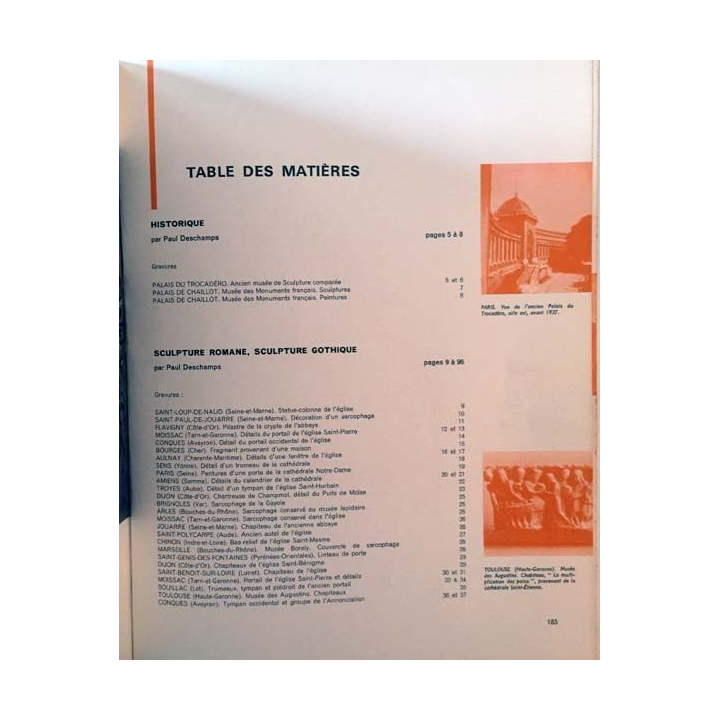 TABLE DES MATIÈRES
HISTORIQUE
par Paul Deschamps pages 5 à 8
Gravures
PALAIS DU TROCADÉRO. Ancien musée de Sculpture comparée 5 et 6
PALAIS DE CHAILLOT. Musée des Monuments français. Sculptures 7
PALAIS DE CHAILLOT. Musée des Monuments français. Peintures 8
PARIS. Vue de l'ancien Palais du
Trocadéro, aile est, avant 1937.
SCULPTURE ROMANE, SCULPTURE GOTHIQUE
par Paul Deschamps pages 9 à 96
Gravures :
SAINT-LOUP-DE-NAUD (Seine-et-Marne). Statue-colonne de l'église 9
SAINT-PAUL-DE-JOUARRE (Seine-et-Marne). Décoration d'un sarcophage 10
FLAVIGNY (Côte-d'Or). Pilastre de la crypte de l'abbaye 11
MOISSAC (Tarn-et-Garonne). Détails du portail de l'église Saint-Pierre 12 et 13
CONQUES (Aveyron). Détail du portail occidental de l'église 14
BOURGES (Cher). Fragment provenant d'une maison 15
AULNAY (Charente-Maritime). Détails d'une fenêtre de l'église 16 et 17
SENS (Yonne). Détail d'un trumeau de la cathédrale 18
PARIS (Seine). Pentures d'une porte de la cathédrale Notre-Dame 19
AMIENS (Somme). Détails du calendrier de la cathédrale 20 et 21
TROYES (Aube). Détail d'un tympan de l'église Saint-Hurbain 22
DIJON (Côte-d'Or). Chartreuse de Champmol, détail du Puits de Moïse 23
BRIGNOLES (Var). Sarcophage de la Gayole 25
ARLES (Bouches-du-Rhône). Sarcophage conservé au musée lapidaire 25
MOISSAC (Tarn-et-Garonne). Sarcophage conservé dans l'église 25
JOUARRE (Seine-et-Marne). Chapiteau de l'ancienne abbaye 26
SAINT-POLYCARPE (Aude). Ancien autel de l'église 27
CHINON (Indre-et-Loire). Bas-relief de l'église Saint-Mesme 28
MARSEILLE (Bouches-du-Rhône). Musée Borely. Couvercle de sarcophage 28
SAINT-GENIS-DES-FONTAINES (Pyrénées-Orientales). Linteau de porte 29
DIJON (Côte-d'Or). Chapiteaux de l'église Saint-Bénigme 29
SAINT-BENOIT-SUR-LOIRE (Loiret). Chapiteau de l'église 30 et 31
MOISSAC (Tarn-et-Garonne). Portail de l'église Saint-Pierre et détails 32 à 34
SOUILLAC (Lot). Trumeaux, tympan et piédroit de l'ancien portail 35
TOULOUSE (Haute-Garonne). Musée des Augustins. Chapiteaux 36 et 37
CONQUES (Aveyron). Tympan occidental et groupe de l'Annonciation
TOULOUSE (Haute-Garonne). Musée
des Augustins. Chapiteau, " La multi-
plication des pains ", provenant de la
cathédrale Saint-Étienne.
183